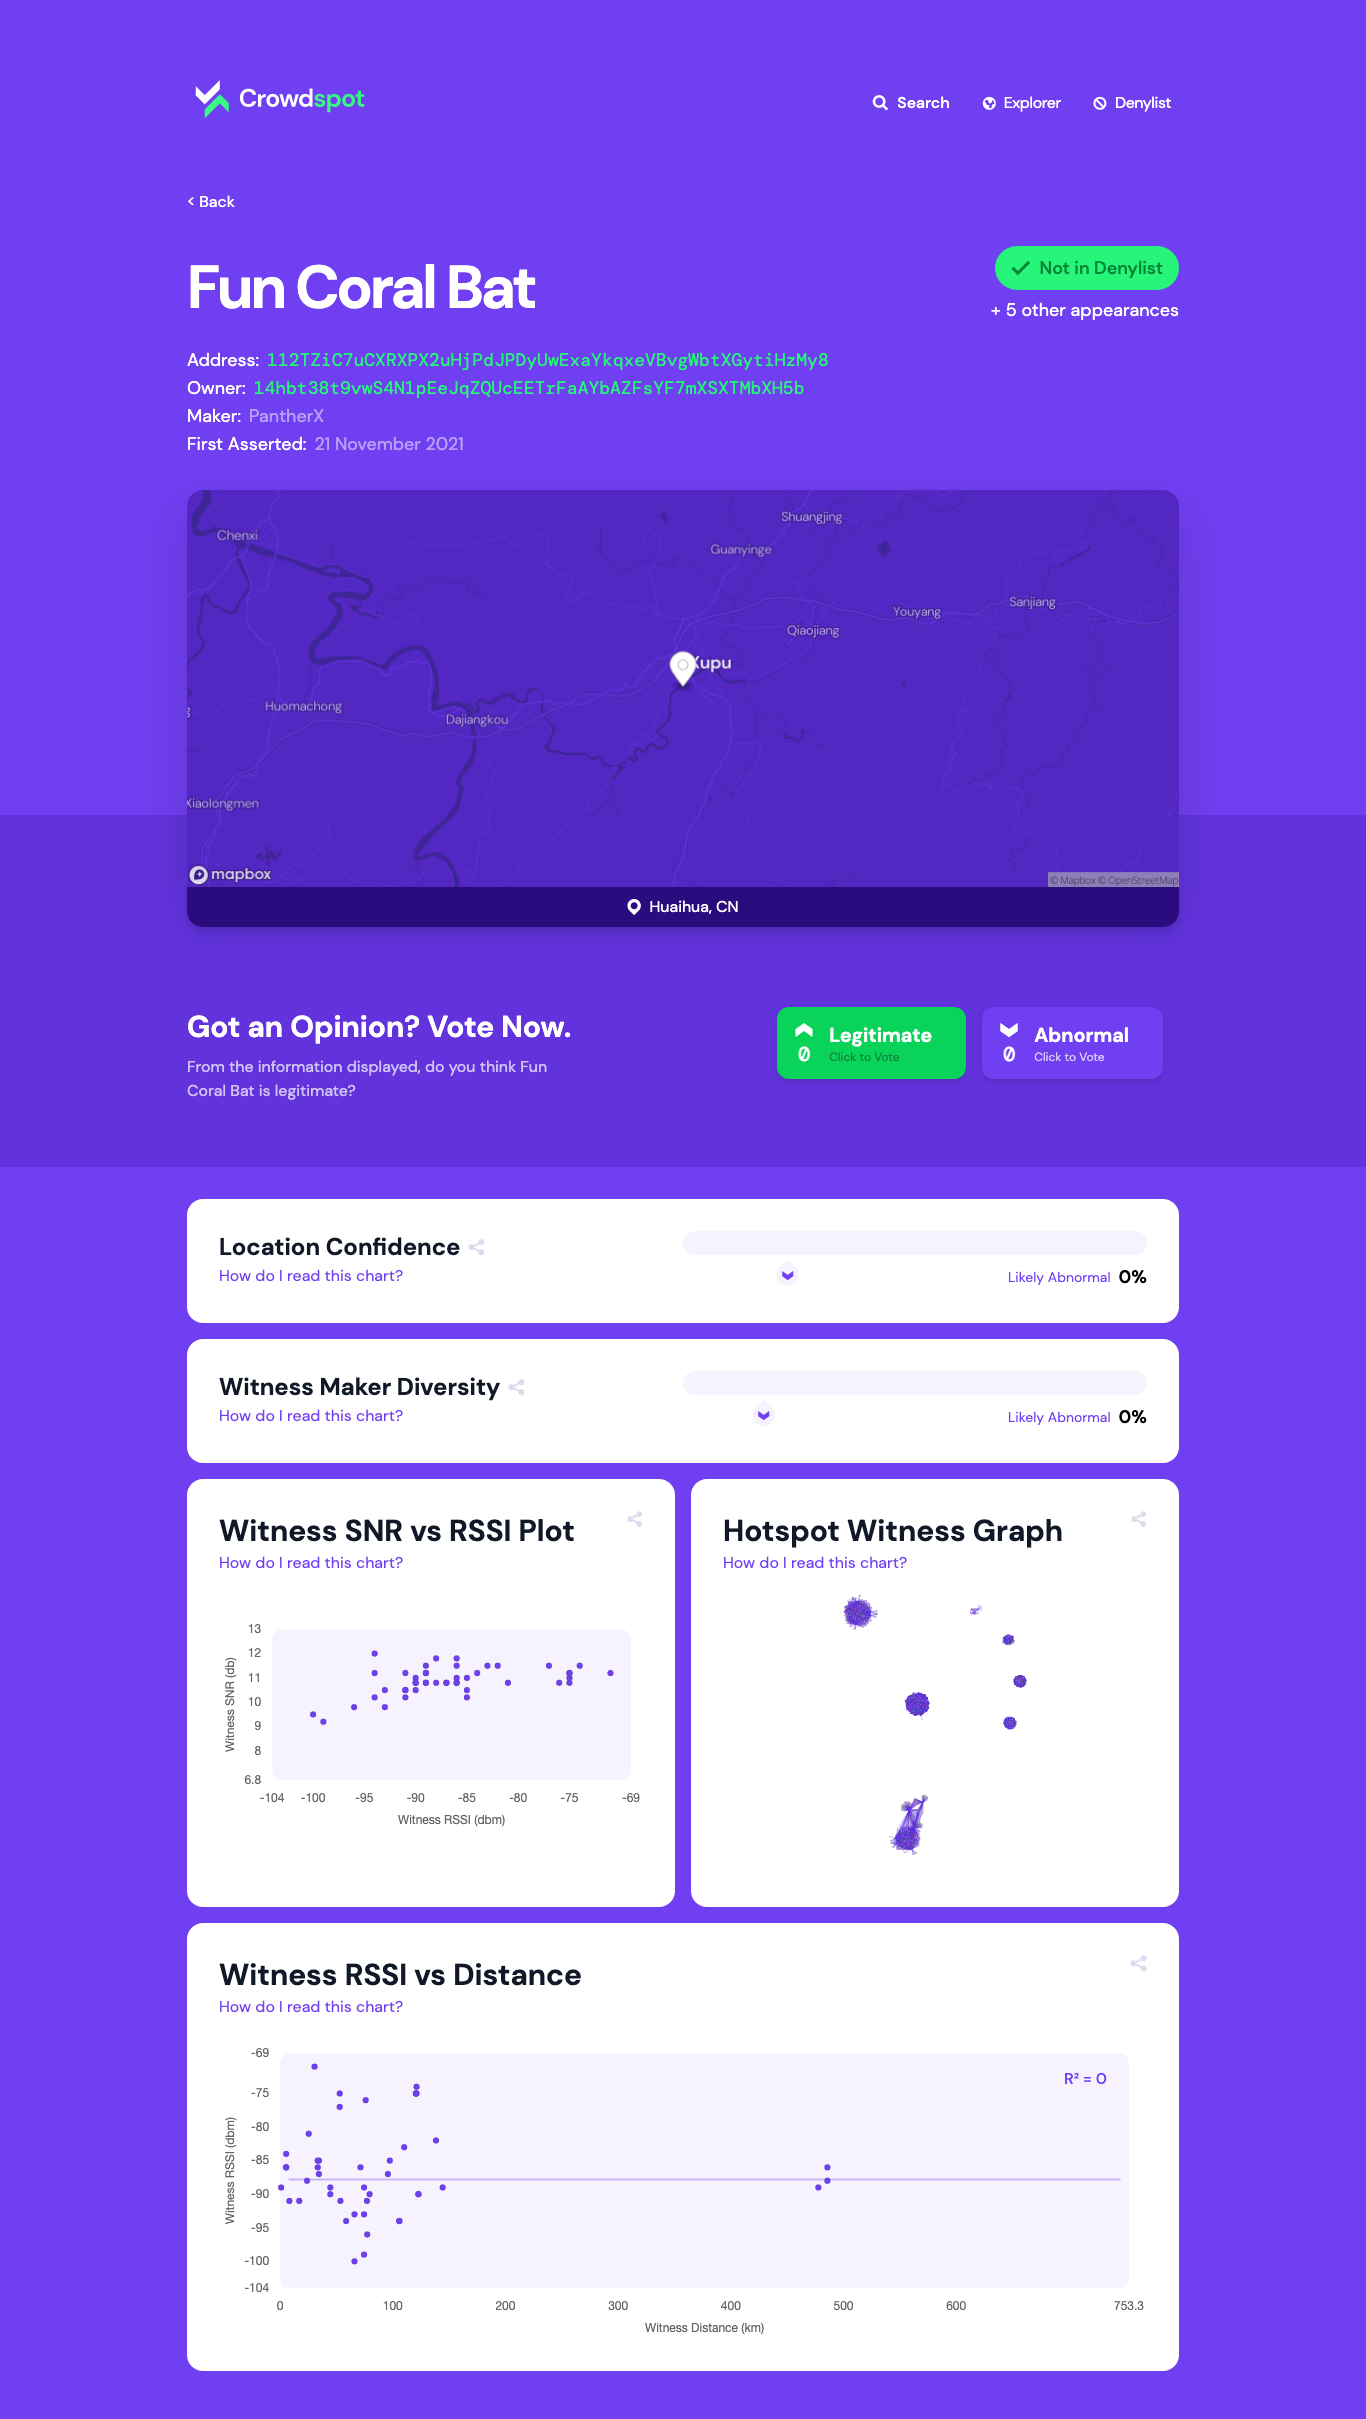 Crowdspot
Search
Explorer
Denylist
< Back
Fun Coral Bat
Not in Denylist
+ 5 other appearances
Address: 112TZiC7uCXRXPX2uHjPdJPDyUwExaYkqxeVBvgWbtXGytiHzMy8
Owner: 14hbt38t9vwS4N1pEeJqZQUcEETrFaAYbAZFsYF7mXSXTMbXH5b
Maker: PantherX
First Asserted: 21 November 2021
Shuangjing
Chenxi
Guanyinge
Sanjiang
Youyang
Qiaojiang
Xupu
Huomachong
Dajiangkou
Xiaolongmen
mapbox
© Mapbox © OpenStreetMap
Huaihua, CN
Got an Opinion? Vote Now.
From the information displayed, do you think Fun
Coral Bat is legitimate?
Legitimate
0 Click to Vote
Abnormal
0 Click to Vote
Location Confidence
How do I read this chart?
Likely Abnormal 0%
Witness Maker Diversity
How do I read this chart?
Likely Abnormal 0%
Witness SNR vs RSSI Plot
How do I read this chart?
13
12
11
10
9
8
6.8
Witness SNR (db)
-104 -100 -95 -90 -85 -80 -75 -69
Witness RSSI (dbm)
Hotspot Witness Graph
How do I read this chart?
Witness RSSI vs Distance
How do I read this chart?
R² = 0
-69
-75
-80
-85
-90
-95
-100
-104
Witness RSSI (dbm)
0 100 200 300 400 500 600 753.3
Witness Distance (km)